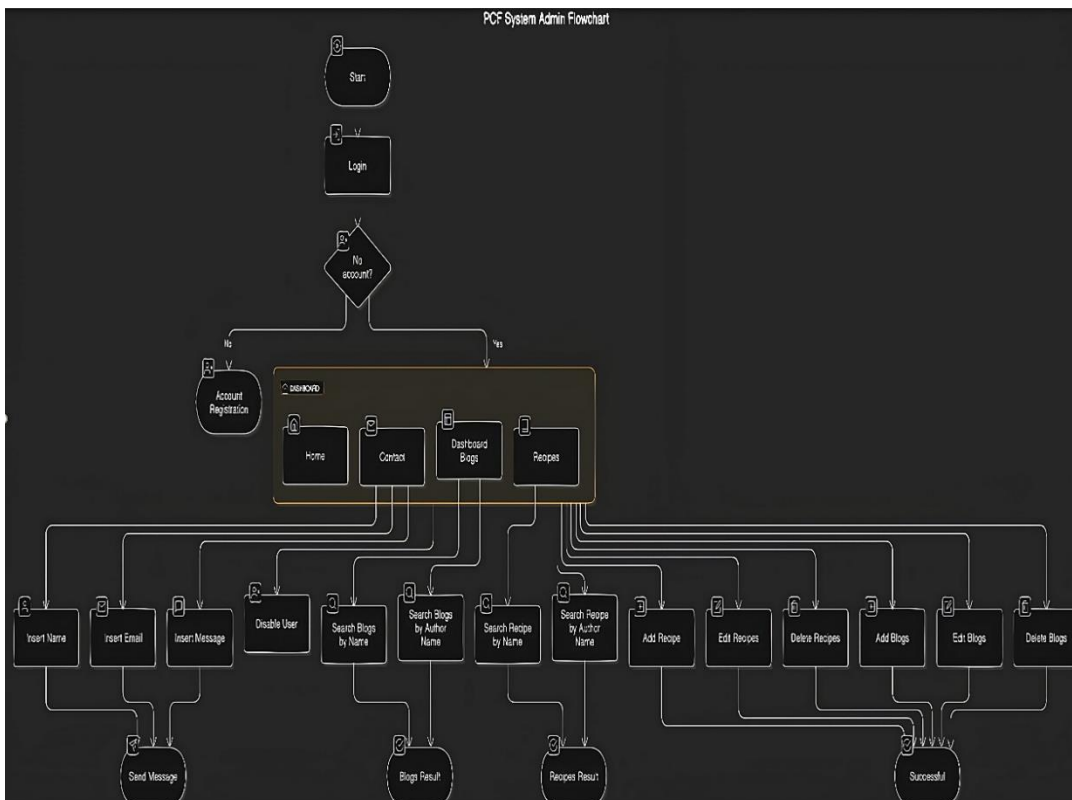 PCF System Admin Flowchart
Start
Login
No
account?
No
Yes
Account
Registration
DASHBOARD
Home
Contact
Dashboard
Blogs
Recipes
Insert Name
Insert Email
Insert Message
Disable User
Search Blogs
by Name
Search Blogs
by Author
Name
Search Recipe
by Name
Search Recipe
by Author
Name
Add Recipe
Edit Recipes
Delete Recipes
Add Blogs
Edit Blogs
Delete Blogs
Send Message
Blogs Result
Recipes Result
Successful